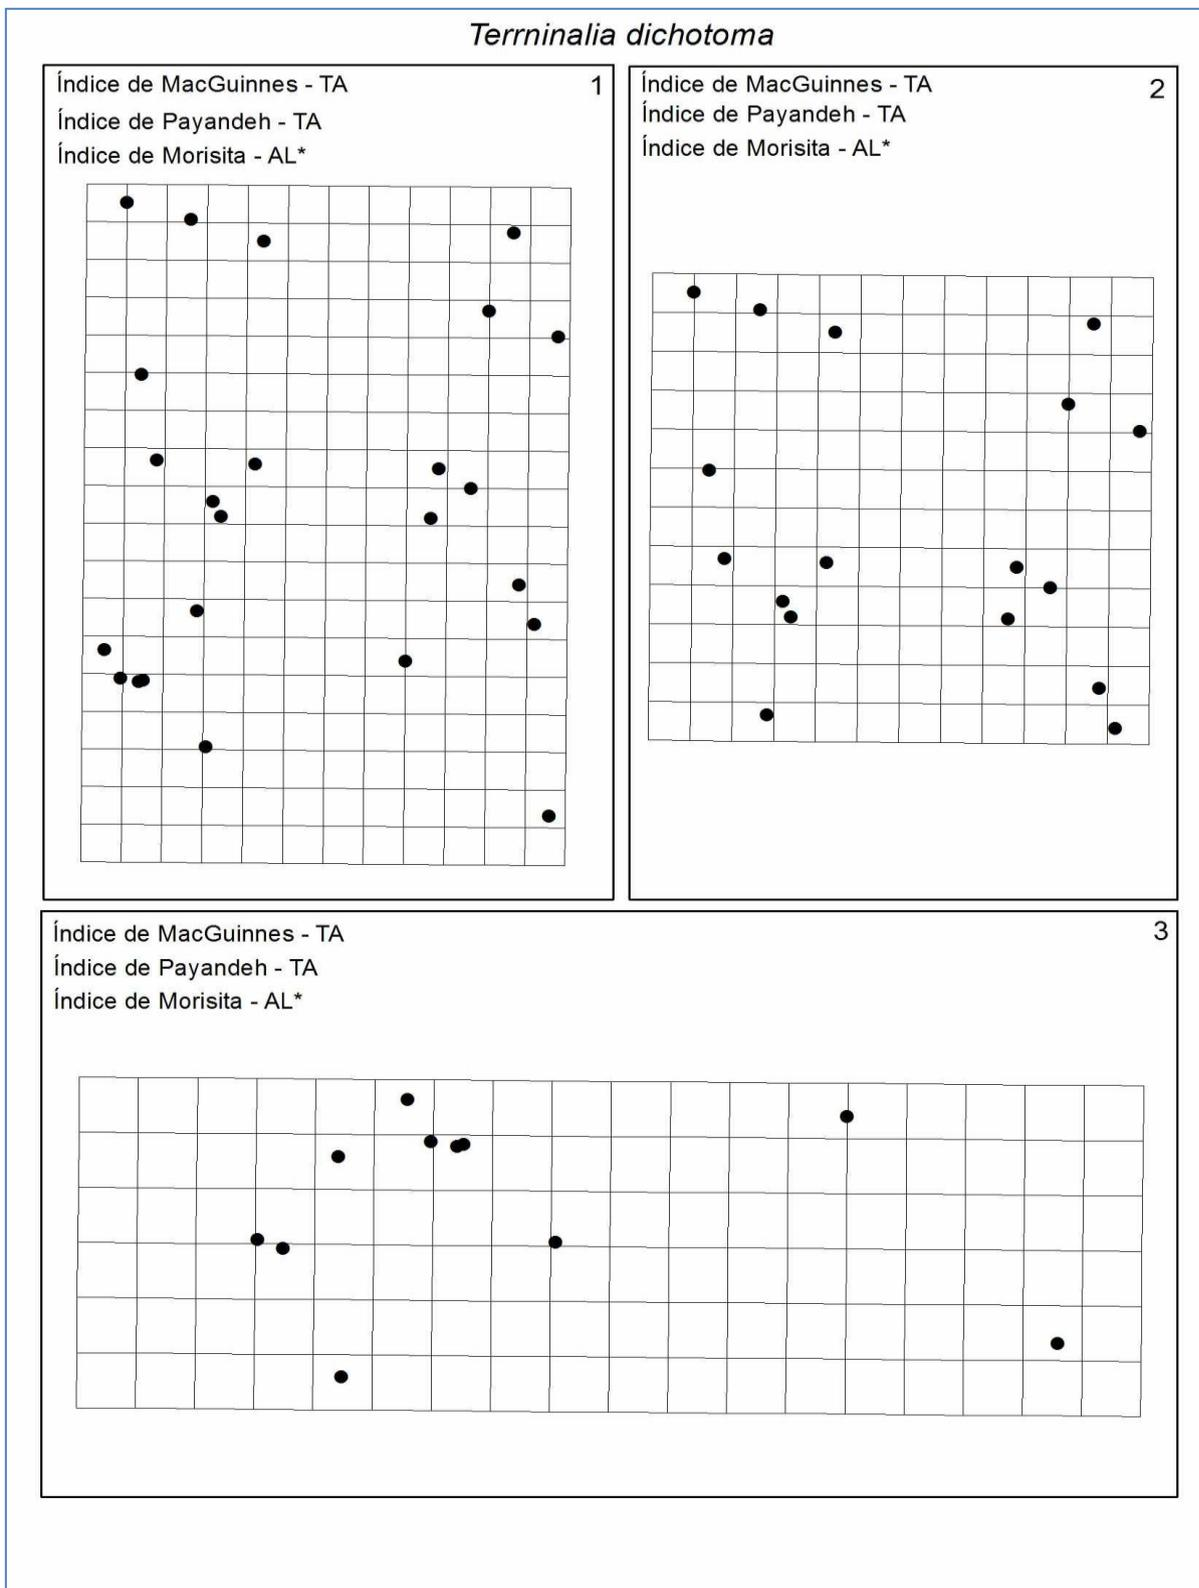 Terrninalia dichotoma
Índice de MacGuinnes - TA 1
Índice de Payandeh - TA
Índice de Morisita - AL*
Índice de MacGuinnes - TA 2
Índice de Payandeh - TA
Índice de Morisita - AL*
Índice de MacGuinnes - TA 3
Índice de Payandeh - TA
Índice de Morisita - AL*